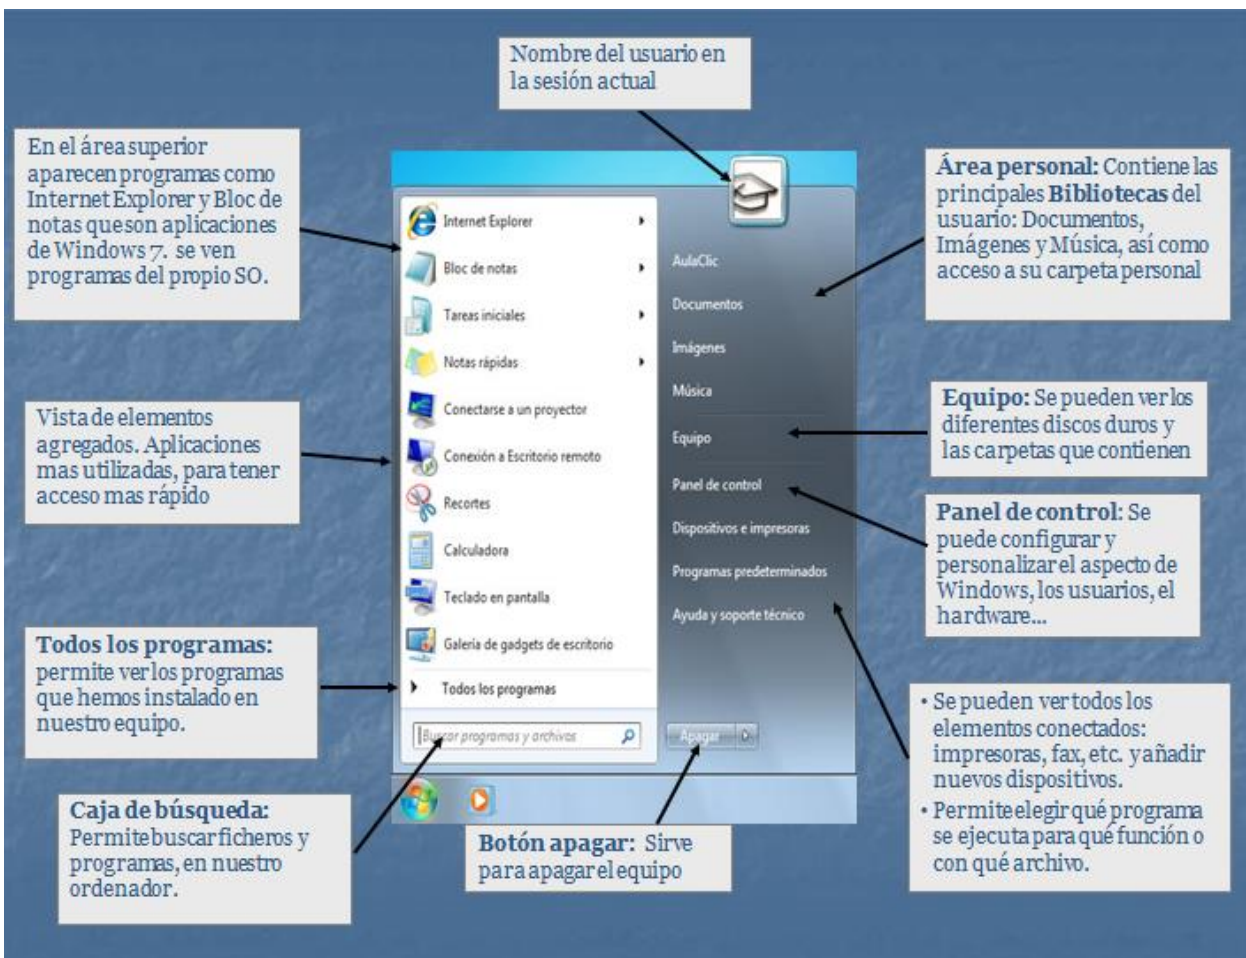 Nombre del usuario en
la sesión actual
En el área superior
aparecen programas como
Internet Explorer y Bloc de
notas que son aplicaciones
de Windows 7. se ven
programas del propio SO.
Vista de elementos
agregados. Aplicaciones
mas utilizadas, para tener
acceso mas rápido
Todos los programas:
permite ver los programas
que hemos instalado en
nuestro equipo.
Caja de búsqueda:
Permite buscar ficheros y
programas, en nuestro
ordenador.
Internet Explorer
Bloc de notas
Tareas iniciales
Notas rápidas
Conectarse a un proyector
Conexión a Escritorio remoto
Recortes
Calculadora
Teclado en pantalla
Galería de gadgets de escritorio
Todos los programas
Buscar programas y archivos
AulaClic
Documentos
Imágenes
Música
Equipo
Panel de control
Dispositivos e impresoras
Programas predeterminados
Ayuda y soporte técnico
Apagar
Botón apagar: Sirve
para apagar el equipo
Área personal: Contiene las
principales Bibliotecas del
usuario: Documentos,
Imágenes y Música, así como
acceso a su carpeta personal
Equipo: Se pueden ver los
diferentes discos duros y
las carpetas que contienen
Panel de control: Se
puede configurar y
personalizar el aspecto de
Windows, los usuarios, el
hardware...
• Se pueden ver todos los
elementos conectados:
impresoras, fax, etc. y añadir
nuevos dispositivos.
• Permite elegir qué programa
se ejecuta para qué función o
con qué archivo.